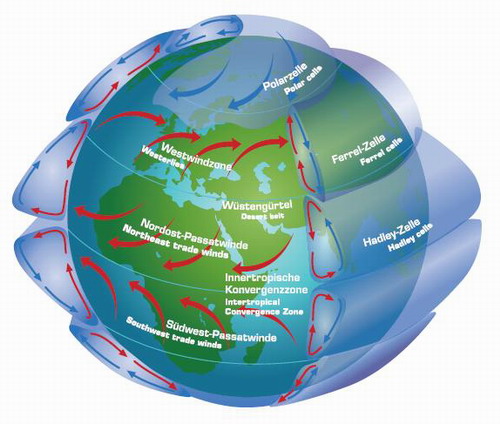 Polarzelle
Polar cells
Ferrel-Zelle
Ferrel cells
Westwindzone
Westerlies
Wüstengürtel
Desert belt
Hadley-Zelle
Hadley cells
Nordost-Passatwinde
Northeast trade winds
Innertropische
Konvergenzzone
Intertropical
Convergence Zone
Südwest-Passatwinde
Southwest trade winds